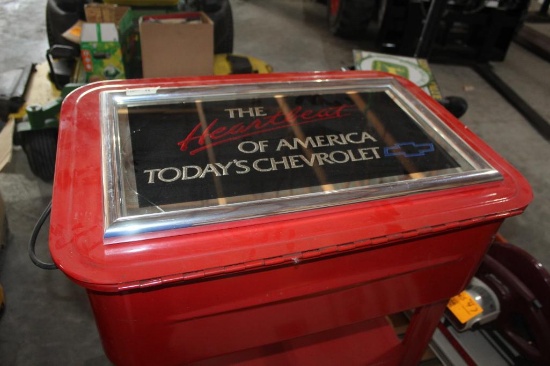 THE
Heartbeat
OF AMERICA
TODAY'S CHEVROLET